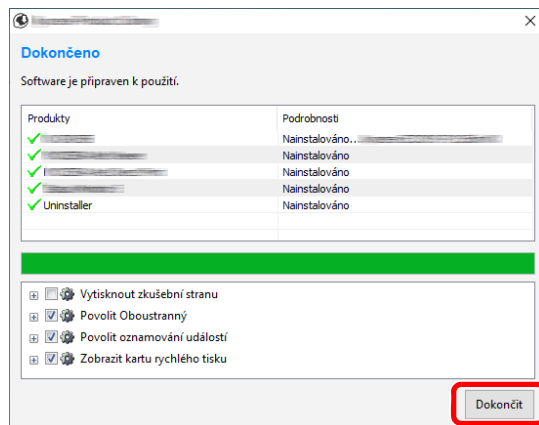 Dokončeno
Software je připraven k použití.
Produkty Podrobnosti
Nainstalováno..
Nainstalováno
Nainstalováno
Nainstalováno
Uninstaller Nainstalováno
Vytisknout zkušební stranu
Povolit Oboustranný
Povolit oznamování událostí
Zobrazit kartu rychlého tisku
Dokončit